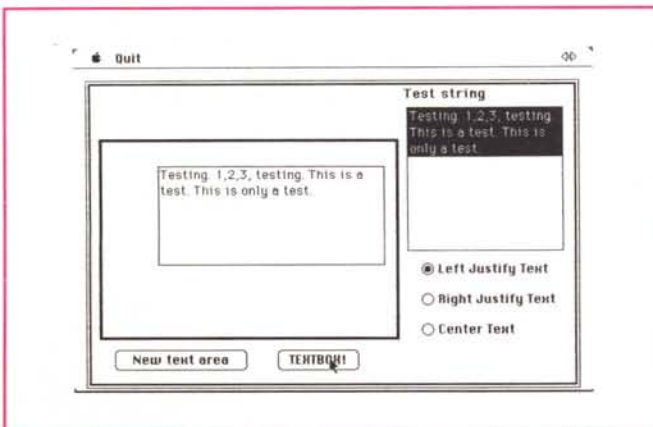 Quit
Test string
Testing. 1,2,3, testing.
This is a test. This is
only a test.
Testing. 1,2,3, testing. This is a
test. This is only a test.
Left Justify Text
Right Justify Text
Center Text
New text area
TEXTBOX!